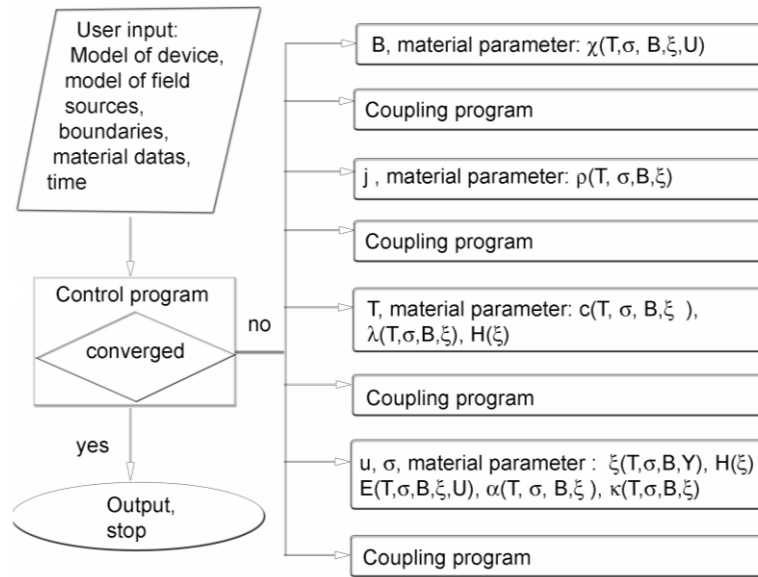 User input:
Model of device,
model of field
sources,
boundaries,
material datas,
time
Control program
converged
no
yes
Output,
stop
B, material parameter: χ(T,σ, B,ξ,U)
Coupling program
j , material parameter: ρ(T, σ,B,ξ)
Coupling program
T, material parameter: c(T, σ, B,ξ ),
λ(T,σ,B,ξ), H(ξ)
Coupling program
u, σ, material parameter : ξ(T,σ,B,Y), H(ξ)
E(T,σ,B,ξ,U), α(T, σ, B,ξ ), κ(T,σ,B,ξ)
Coupling program